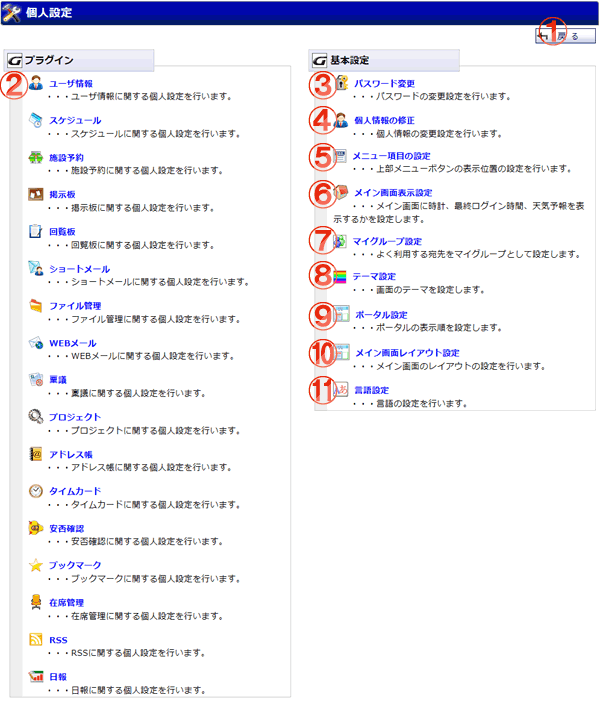 個人設定
① 戻る
プラグイン
② ユーザ情報
・・・ユーザ情報に関する個人設定を行います。
スケジュール
・・・スケジュールに関する個人設定を行います。
施設予約
・・・施設予約に関する個人設定を行います。
掲示板
・・・掲示板に関する個人設定を行います。
回覧板
・・・回覧板に関する個人設定を行います。
ショートメール
・・・ショートメールに関する個人設定を行います。
ファイル管理
・・・ファイル管理に関する個人設定を行います。
WEBメール
・・・WEBメールに関する個人設定を行います。
稟議
・・・稟議に関する個人設定を行います。
プロジェクト
・・・プロジェクトに関する個人設定を行います。
アドレス帳
・・・アドレス帳に関する個人設定を行います。
タイムカード
・・・タイムカードに関する個人設定を行います。
安否確認
・・・安否確認に関する個人設定を行います。
ブックマーク
・・・ブックマークに関する個人設定を行います。
在席管理
・・・在席管理に関する個人設定を行います。
RSS
・・・RSSに関する個人設定を行います。
日報
・・・日報に関する個人設定を行います。
基本設定
③ パスワード変更
・・・パスワードの変更設定を行います。
④ 個人情報の修正
・・・個人情報の変更設定を行います。
⑤ メニュー項目の設定
・・・上部メニューボタンの表示位置の設定を行います。
⑥ メイン画面表示設定
・・・メイン画面に時計、最終ログイン時間、天気予報を表
示するかを設定します。
⑦ マイグループ設定
・・・よく利用する宛先をマイグループとして設定します。
⑧ テーマ設定
・・・画面のテーマを設定します。
⑨ ポータル設定
・・・ポータルの表示順を設定します。
⑩ メイン画面レイアウト設定
・・・メイン画面のレイアウトの設定を行います。
⑪ あ 言語設定
・・・言語の設定を行います。